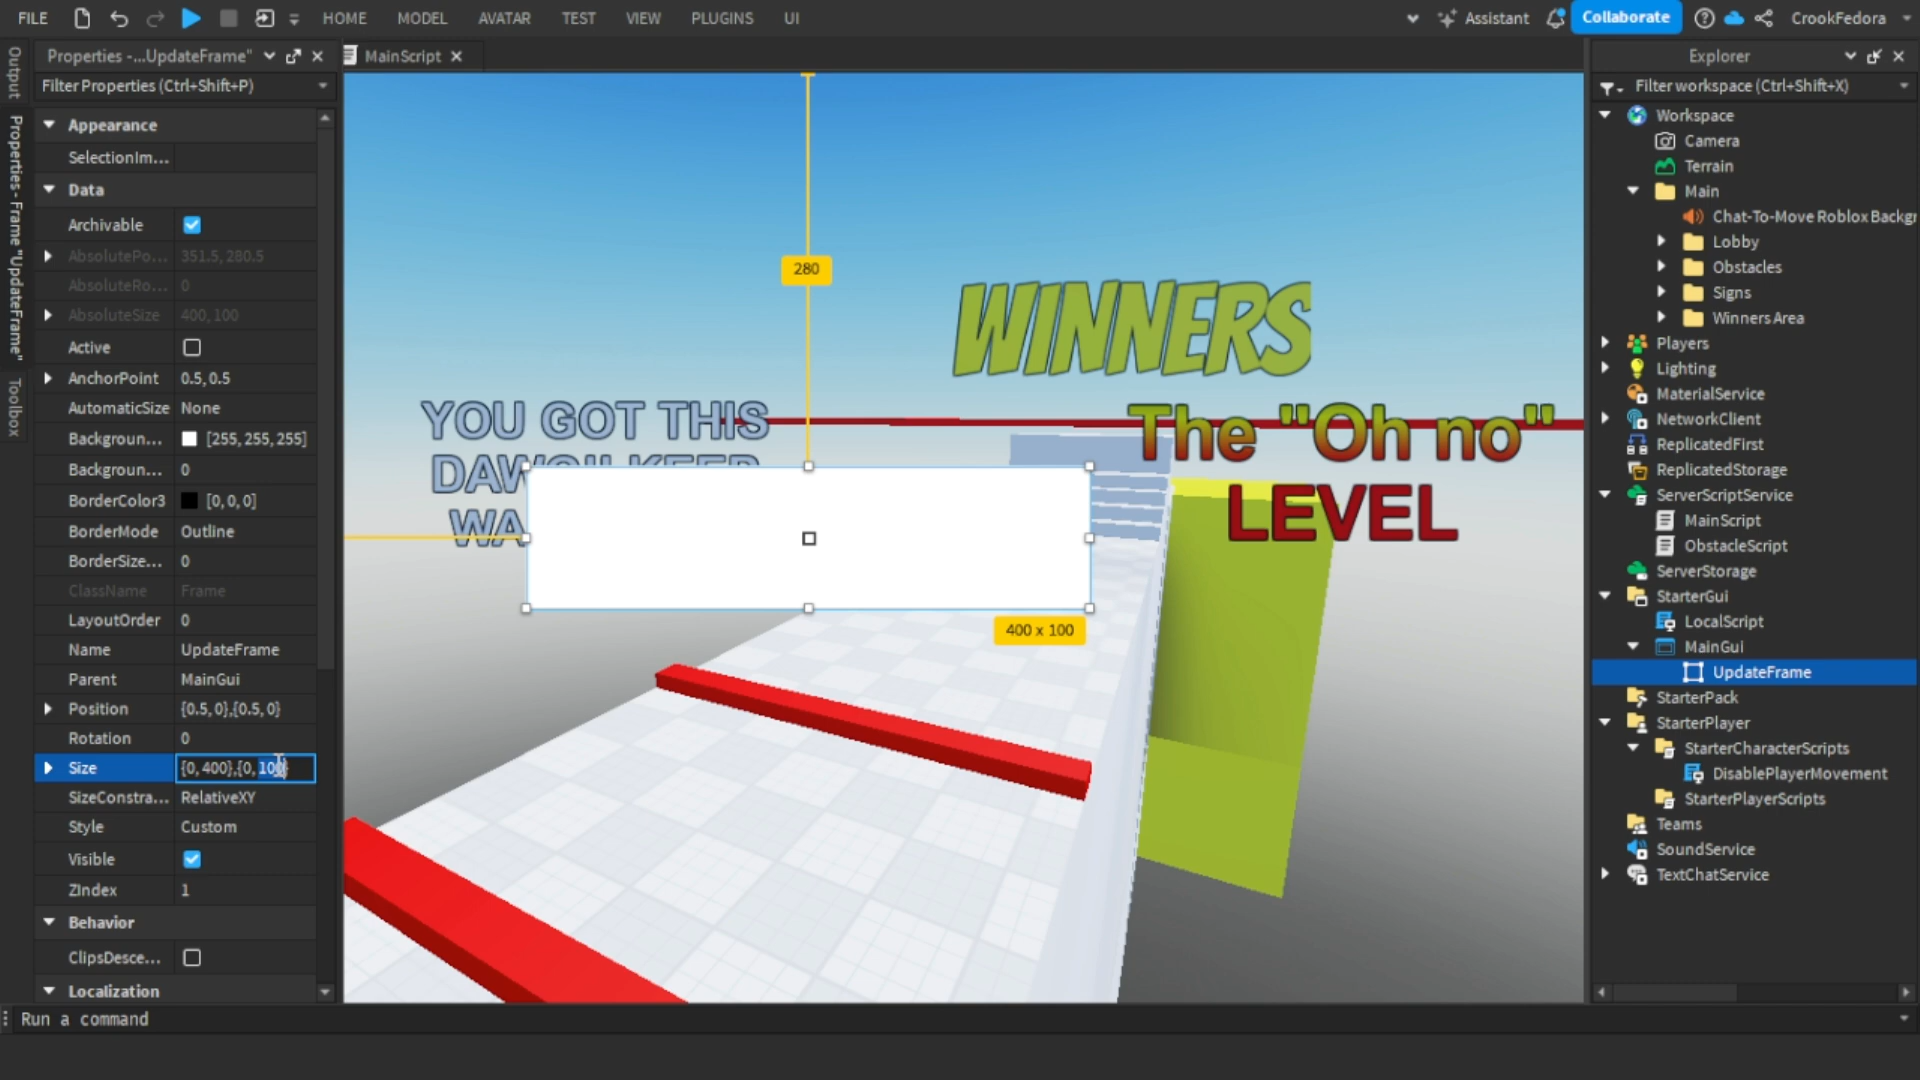 FILE HOME MODEL AVATAR TEST VIEW PLUGINS UI Assistant Collaborate CrookFedora
Output
Properties - Frame "UpdateFrame"
Toolbox
Properties -...UpdateFrame"
Filter Properties (Ctrl+Shift+P)
Appearance
SelectionIm...
Data
Archivable
AbsolutePo... 351.5, 280.5
AbsoluteRo... 0
AbsoluteSize 400, 100
Active
AnchorPoint 0.5, 0.5
AutomaticSize None
Backgroun... [255, 255, 255]
Backgroun... 0
BorderColor3 [0, 0, 0]
BorderMode Outline
BorderSize... 0
ClassName Frame
LayoutOrder 0
Name UpdateFrame
Parent MainGui
Position {0.5, 0},{0.5, 0}
Rotation 0
Size {0, 400},{0, 100}
SizeConstra... RelativeXY
Style Custom
Visible
ZIndex 1
Behavior
ClipsDesce...
Localization
MainScript
280
WINNERS
YOU GOT THIS
The "Oh no"
LEVEL
400 x 100
Explorer
Filter workspace (Ctrl+Shift+X)
Workspace
Camera
Terrain
Main
Chat-To-Move Roblox Backgr
Lobby
Obstacles
Signs
Winners Area
Players
Lighting
MaterialService
NetworkClient
ReplicatedFirst
ReplicatedStorage
ServerScriptService
MainScript
ObstacleScript
ServerStorage
StarterGui
LocalScript
MainGui
UpdateFrame
StarterPack
StarterPlayer
StarterCharacterScripts
DisablePlayerMovement
StarterPlayerScripts
Teams
SoundService
TextChatService
Run a command